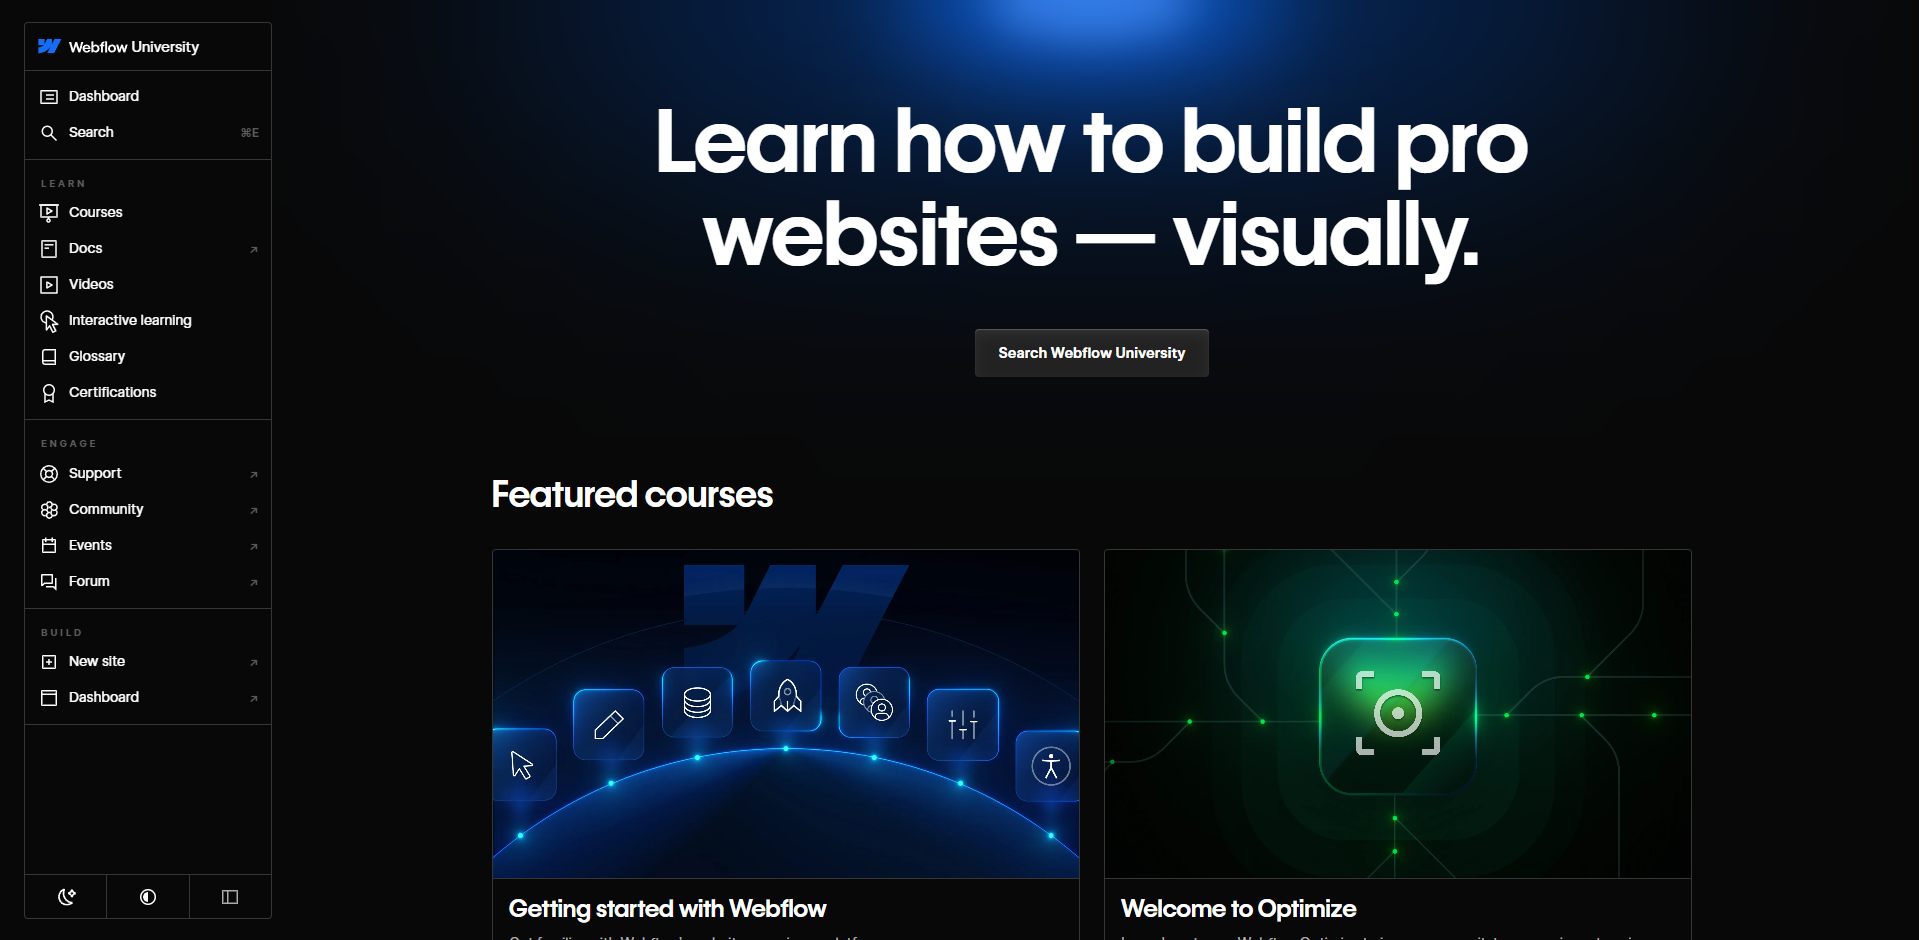 Webflow University
Dashboard
Search ⌘E
LEARN
Courses
Docs
Videos
Interactive learning
Glossary
Certifications
ENGAGE
Support
Community
Events
Forum
BUILD
New site
Dashboard
Learn how to build pro
websites — visually.
Search Webflow University
Featured courses
Getting started with Webflow
Welcome to Optimize